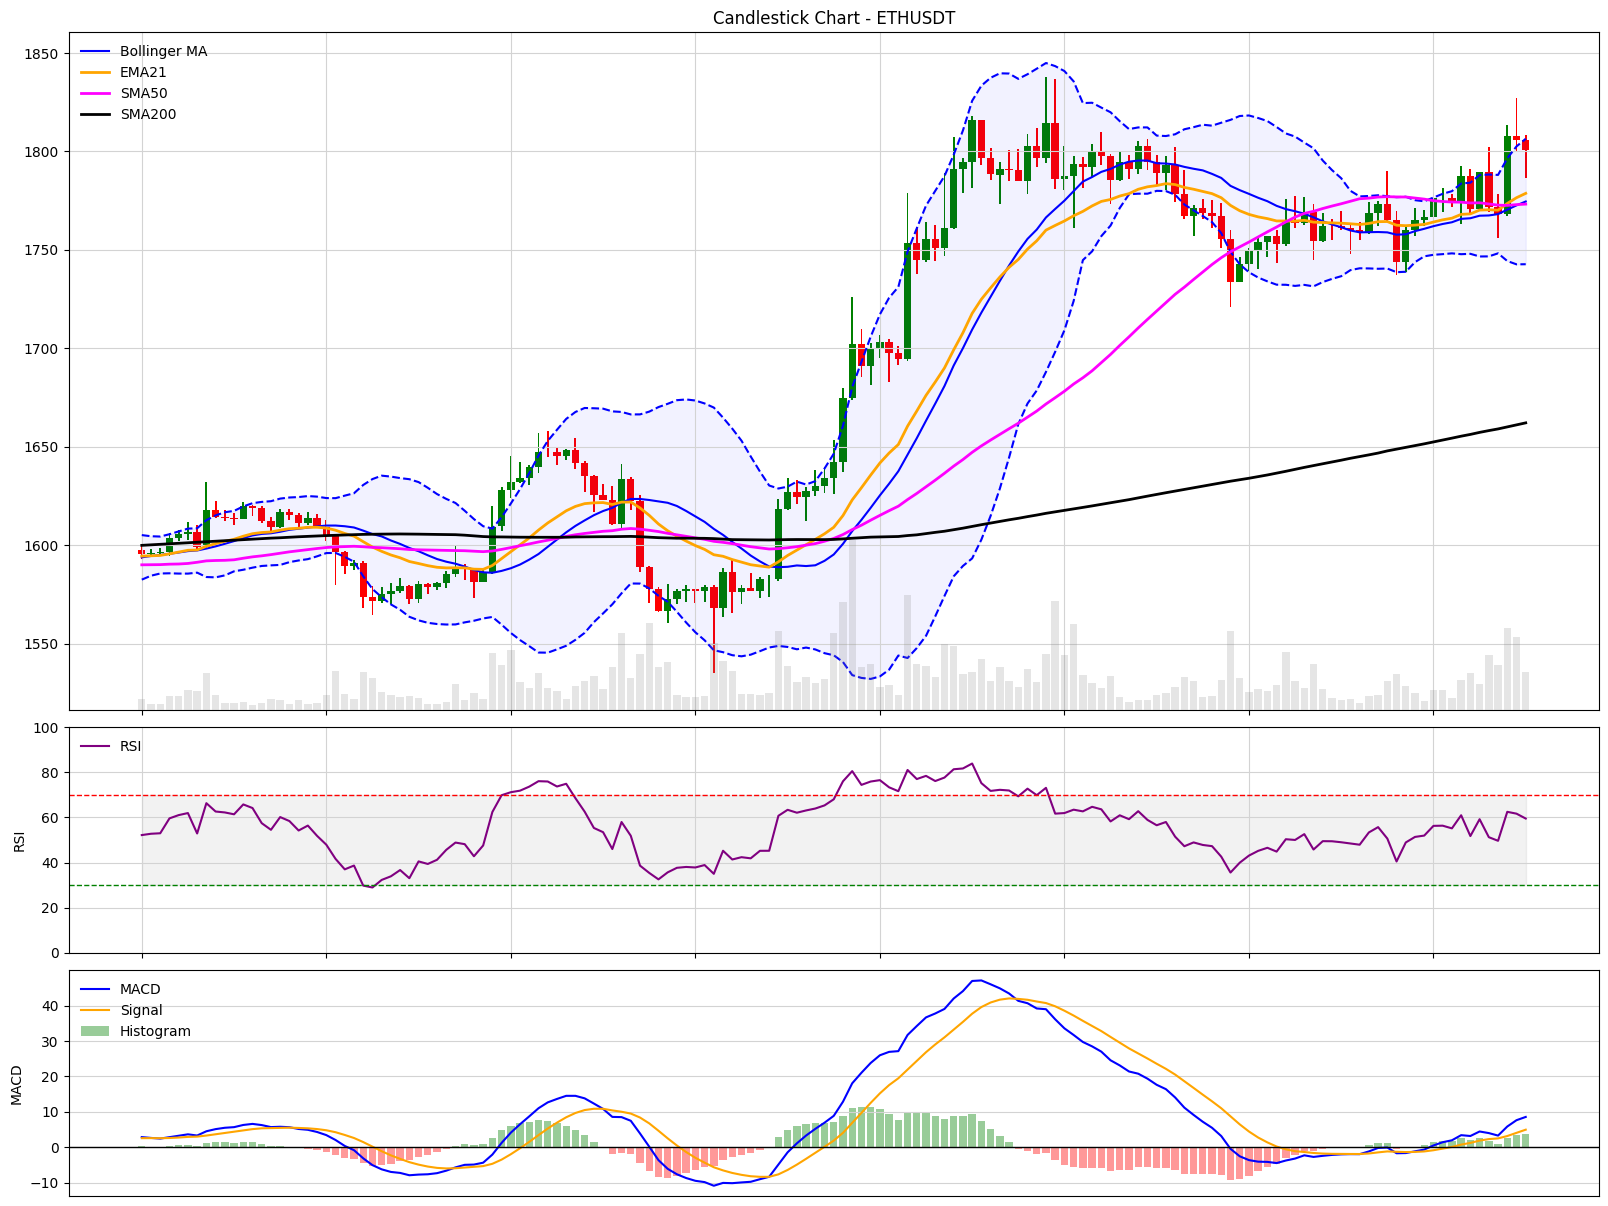 Candlestick Chart - ETHUSDT
Bollinger MA
EMA21
SMA50
SMA200
1850
1800
1750
1700
1650
1600
1550
RSI
RSI
100
80
60
40
20
0
MACD
Signal
Histogram
MACD
40
30
20
10
0
−10